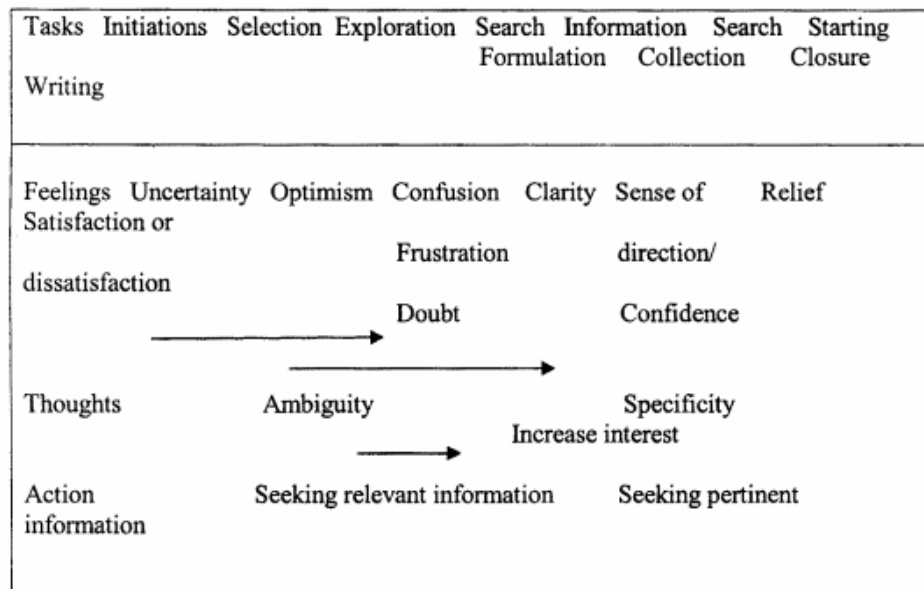 Tasks Initiations Selection Exploration Search Information Search Starting
Formulation Collection Closure
Writing
Feelings Uncertainty Optimism Confusion Clarity Sense of Relief
Satisfaction or
Frustration direction/
dissatisfaction
Doubt Confidence
Thoughts Ambiguity Specificity
Increase interest
Action Seeking relevant information Seeking pertinent
information